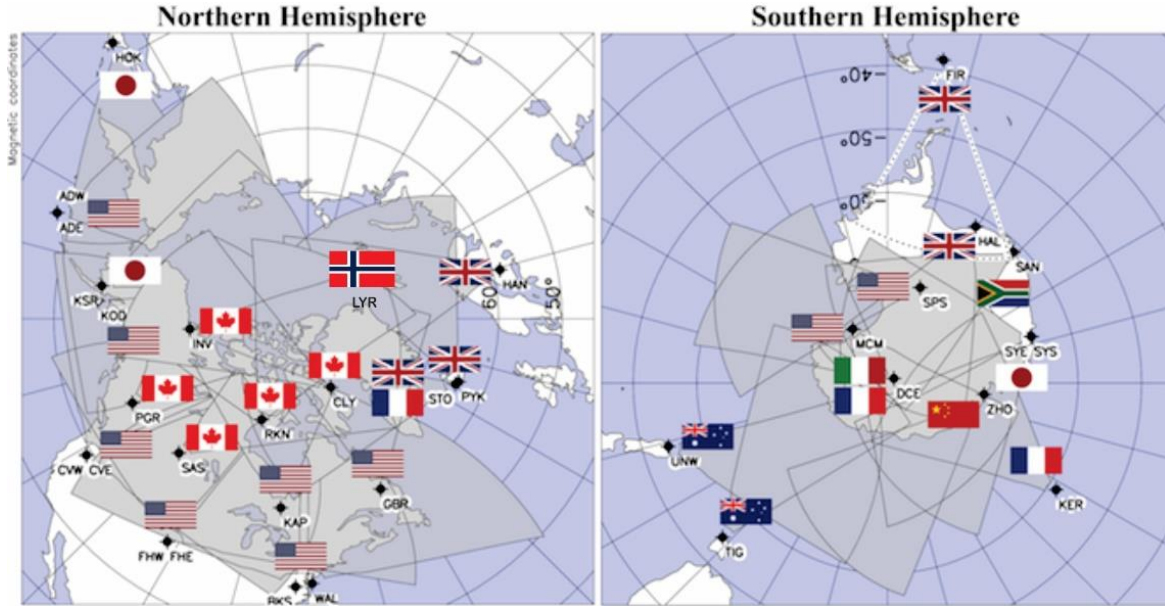 Northern Hemisphere
Southern Hemisphere
Magnetic coordinates
HOK
ADW
ADE
KSR
KOD
INV
LYR
HAN
60°
50°
PGR
RKN
CLY
STO
PYK
CVW CVE
SAS
KAP
GBR
FHW FHE
BKS
WAL
-40°
FIR
-50°
HAL
SAN
SPS
MCM
SYE SYS
DCE
ZHO
UNW
KER
TIG